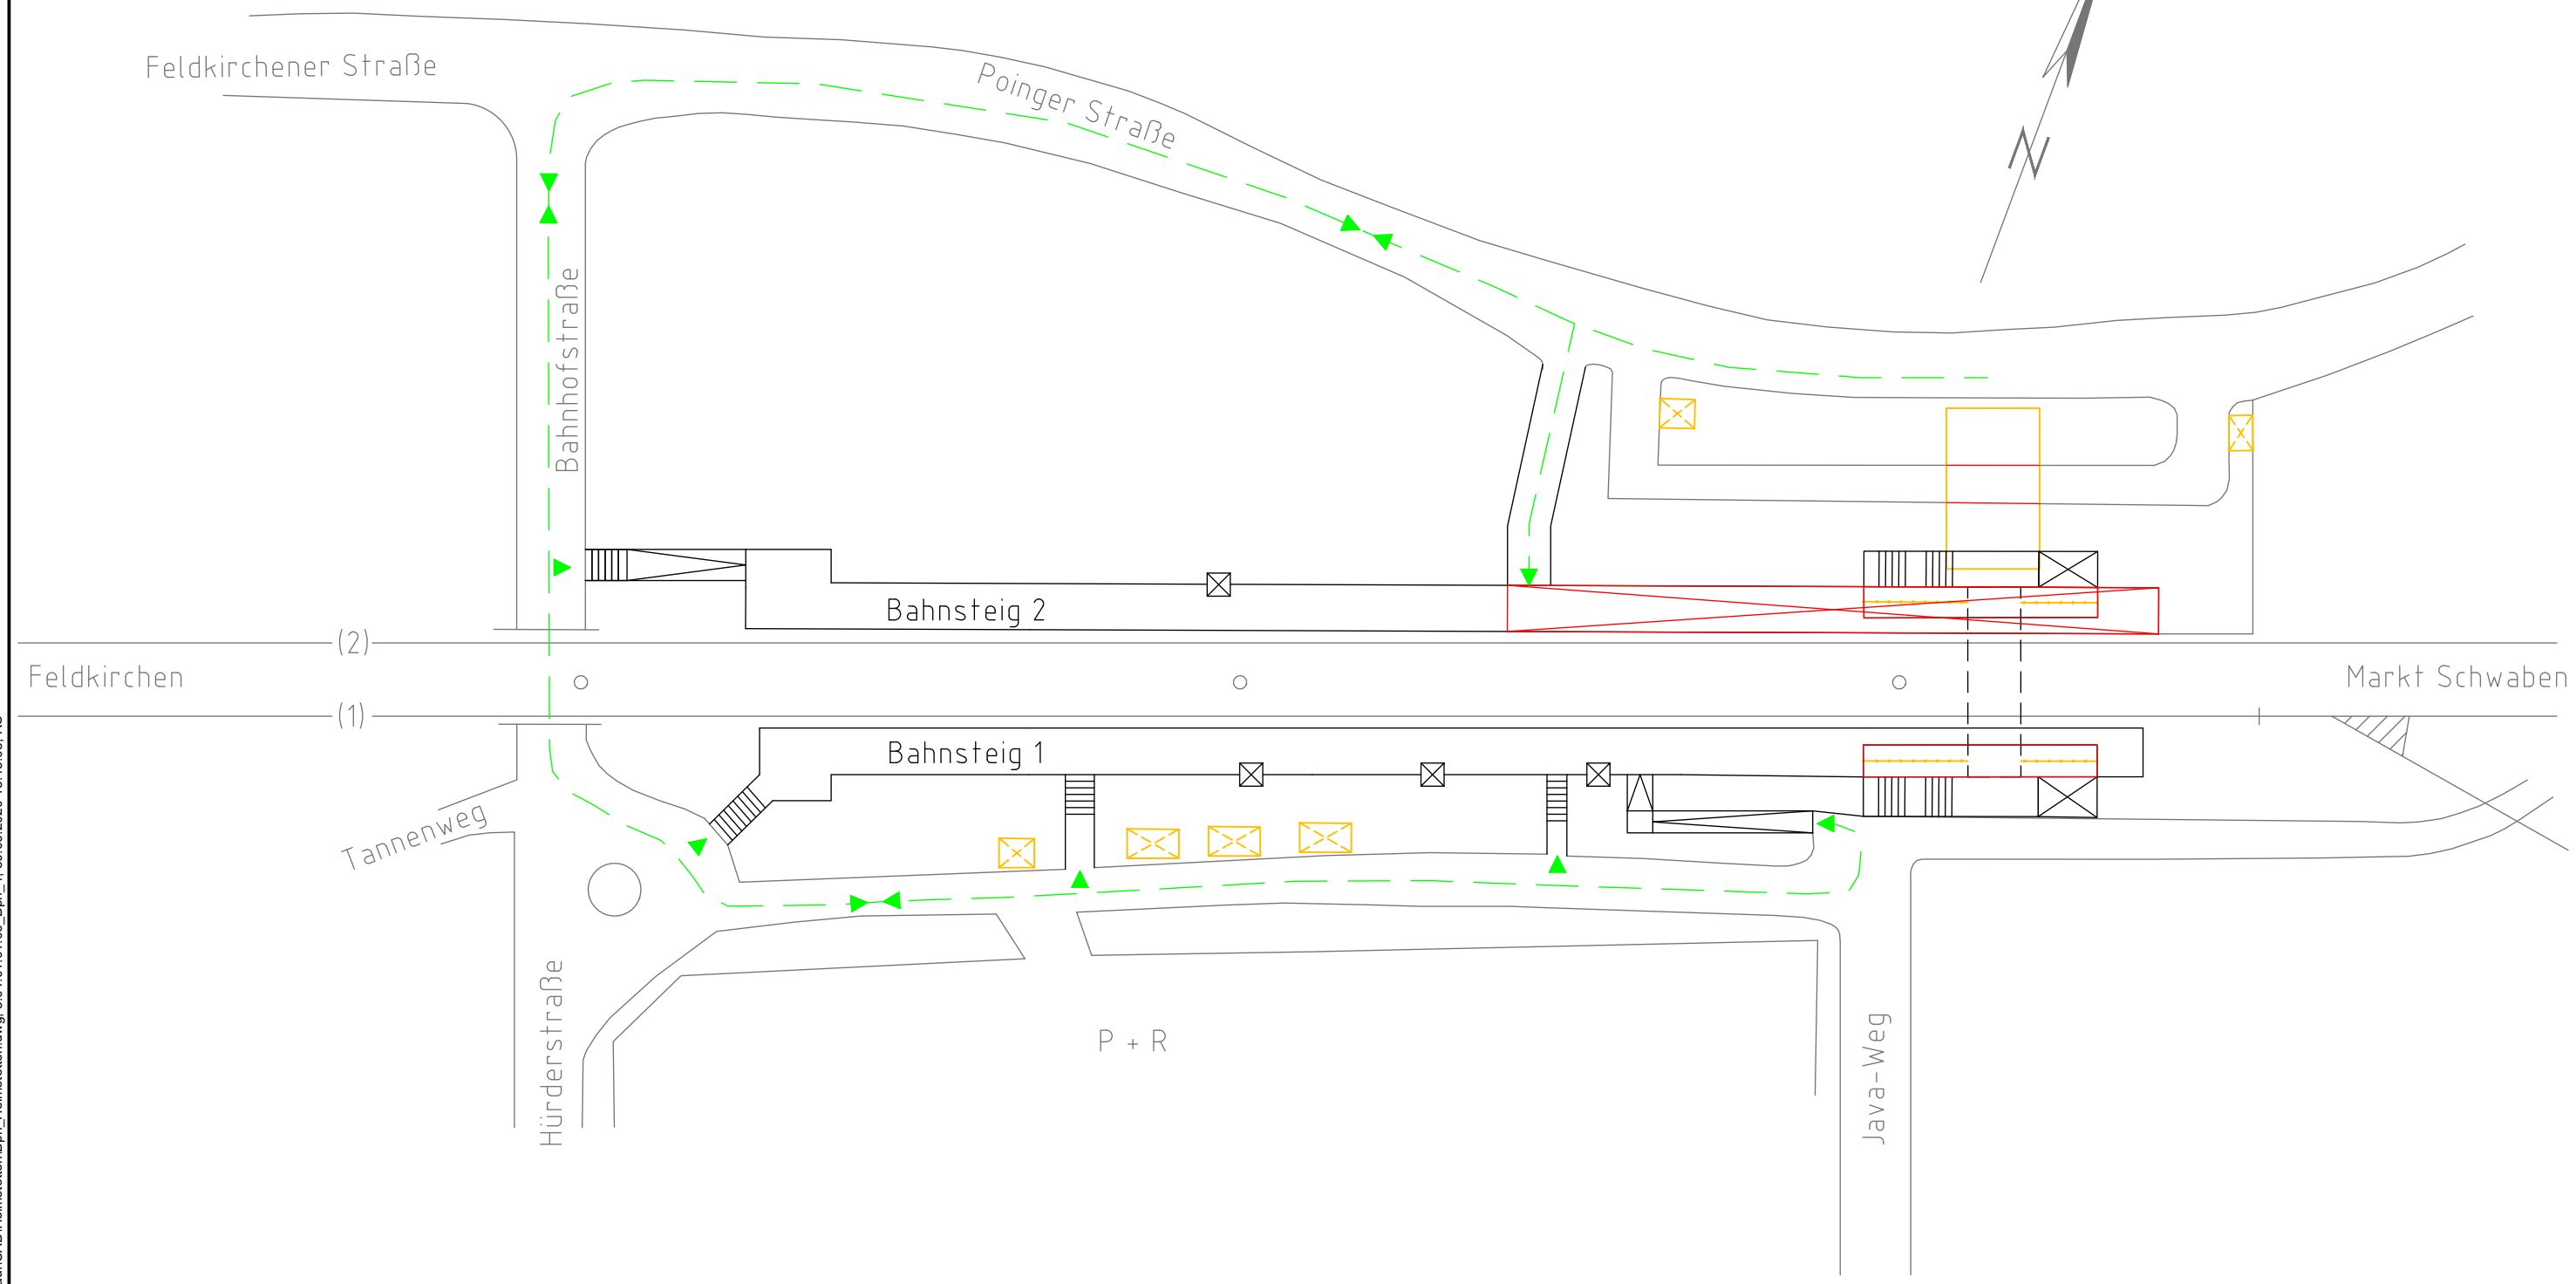 Feldkirchener Straße
Poinger Straße
N
Bahnhofstraße
Bahnsteig 2
(2)
Feldkirchen
Markt Schwaben
(1)
Bahnsteig 1
Tannenweg
Hürderstraße
P + R
Java-Weg